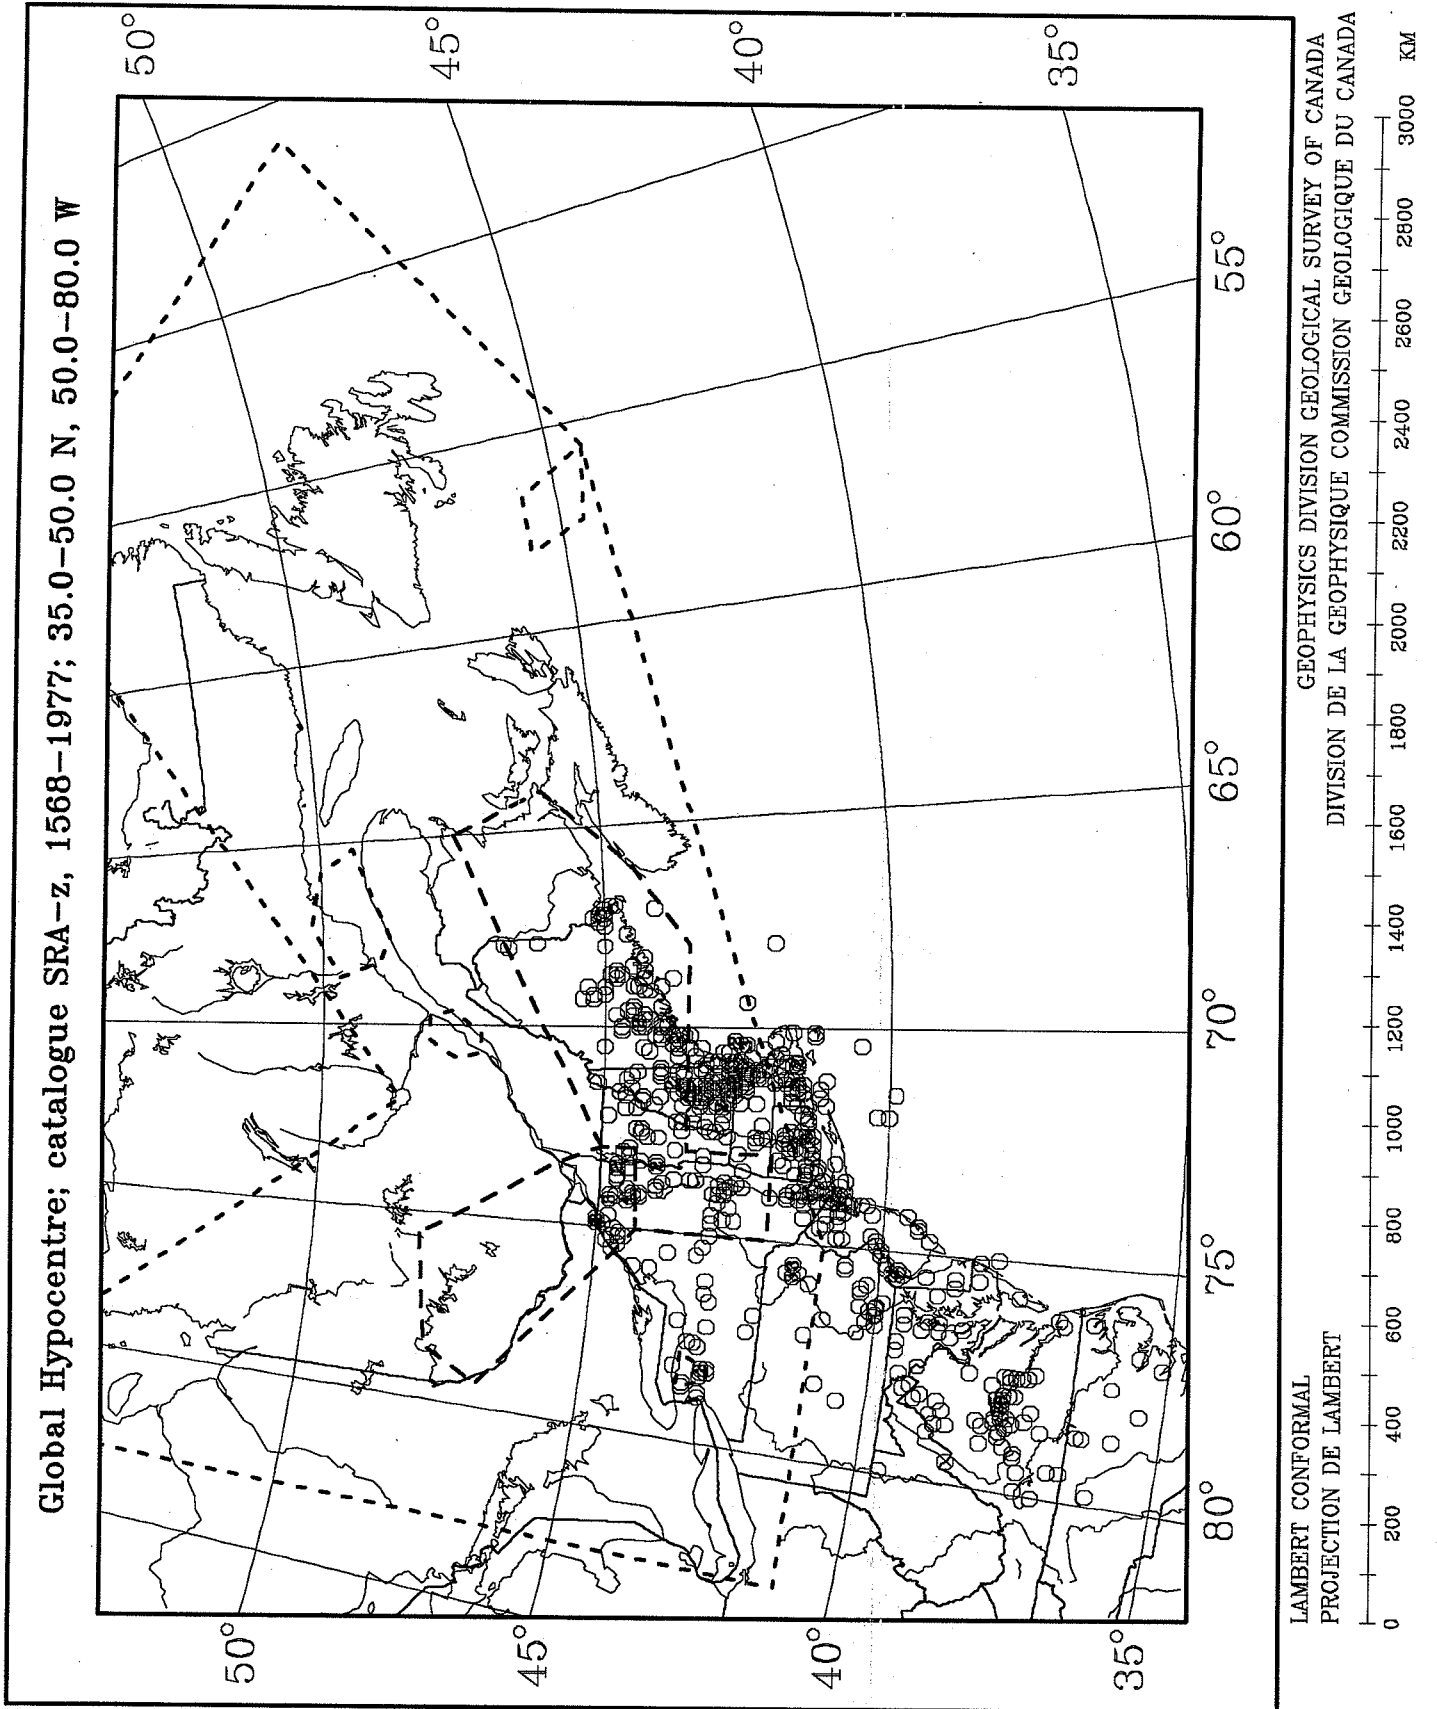 Global Hypocentre; catalogue SRA-z, 1568-1977; 35.0-50.0 N, 50.0-80.0 W
50°
45°
40°
35°
50°
45°
40°
35°
80°
75°
70°
65°
60°
55°
LAMBERT CONFORMAL
PROJECTION DE LAMBERT
GEOPHYSICS DIVISION GEOLOGICAL SURVEY OF CANADA
DIVISION DE LA GEOPHYSIQUE COMMISSION GEOLOGIQUE DU CANADA
0 200 400 600 800 1000 1200 1400 1600 1800 2000 2200 2400 2600 2800 3000 KM